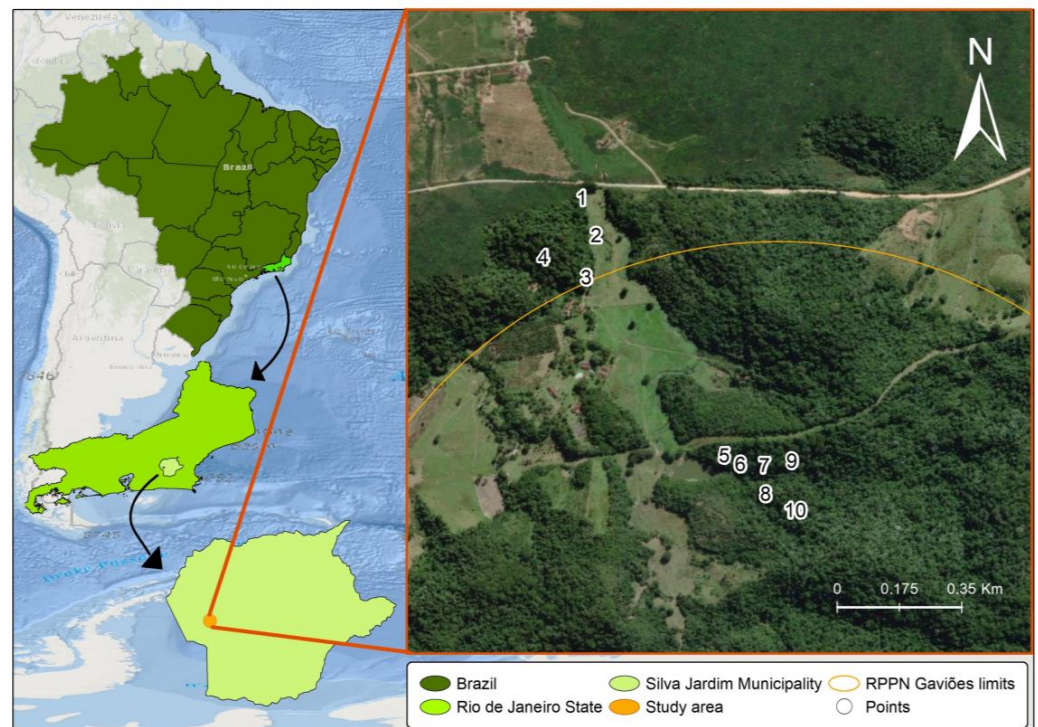 Venezuela
Colombia
Brazil
Argentina
N
1
2
4
3
5
6
7
9
8
10
0 0.175 0.35 Km
Brazil
Silva Jardim Municipality
RPPN Gaviões limits
Rio de Janeiro State
Study area
Points